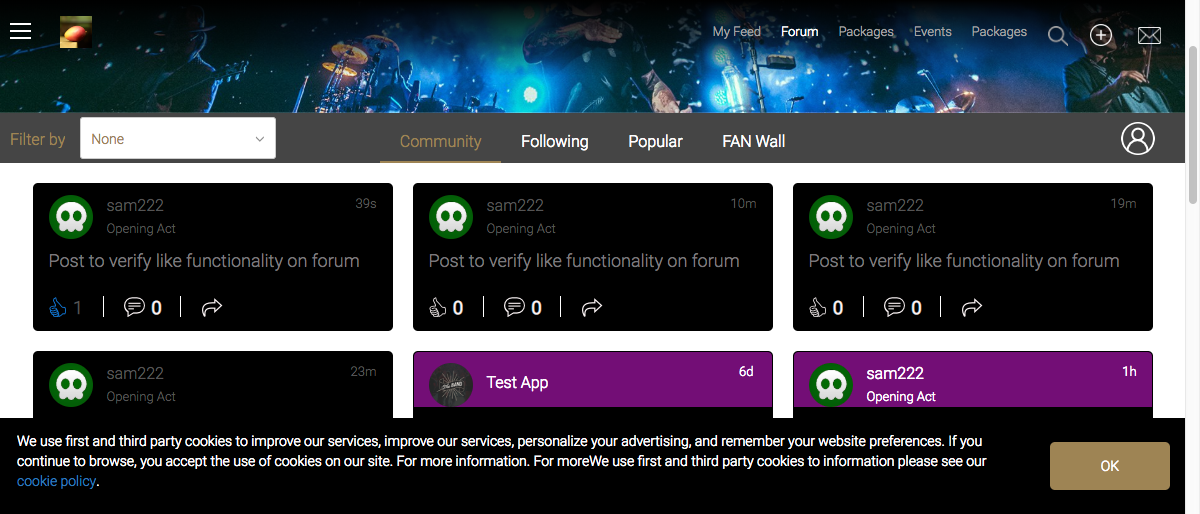 My Feed Forum Packages Events Packages
Filter by None Community Following Popular FAN Wall
sam222 39s
Opening Act
Post to verify like functionality on forum
1 0
sam222 10m
Opening Act
Post to verify like functionality on forum
0 0
sam222 19m
Opening Act
Post to verify like functionality on forum
0 0
sam222 23m
Opening Act
Test App 6d
sam222 1h
Opening Act
We use first and third party cookies to improve our services, improve our services, personalize your advertising, and remember your website preferences. If you
continue to browse, you accept the use of cookies on our site. For more information. For moreWe use first and third party cookies to information please see our
cookie policy.
OK